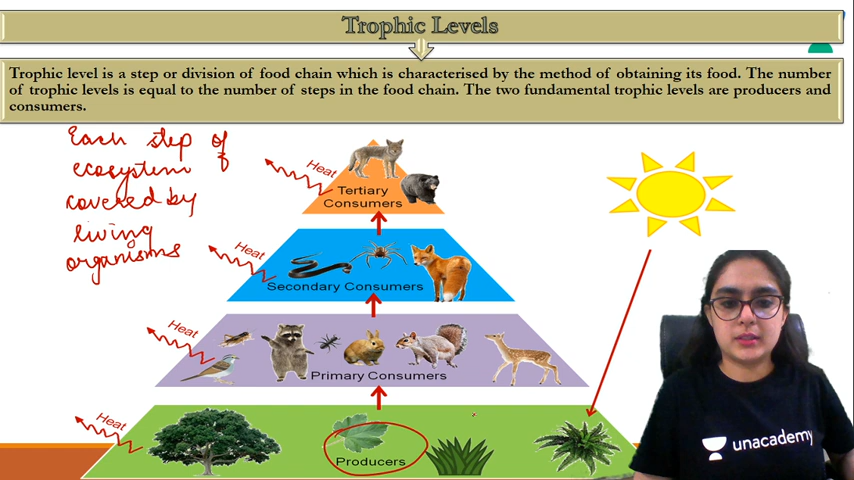 Trophic Levels
Trophic level is a step or division of food chain which is characterised by the method of obtaining its food. The number
of trophic levels is equal to the number of steps in the food chain. The two fundamental trophic levels are producers and
consumers.
Each step of
ecosystem
covered by
living
organisms
Heat
Tertiary
Consumers
Heat
Secondary Consumers
Heat
Primary Consumers
Heat
Producers
unacademy